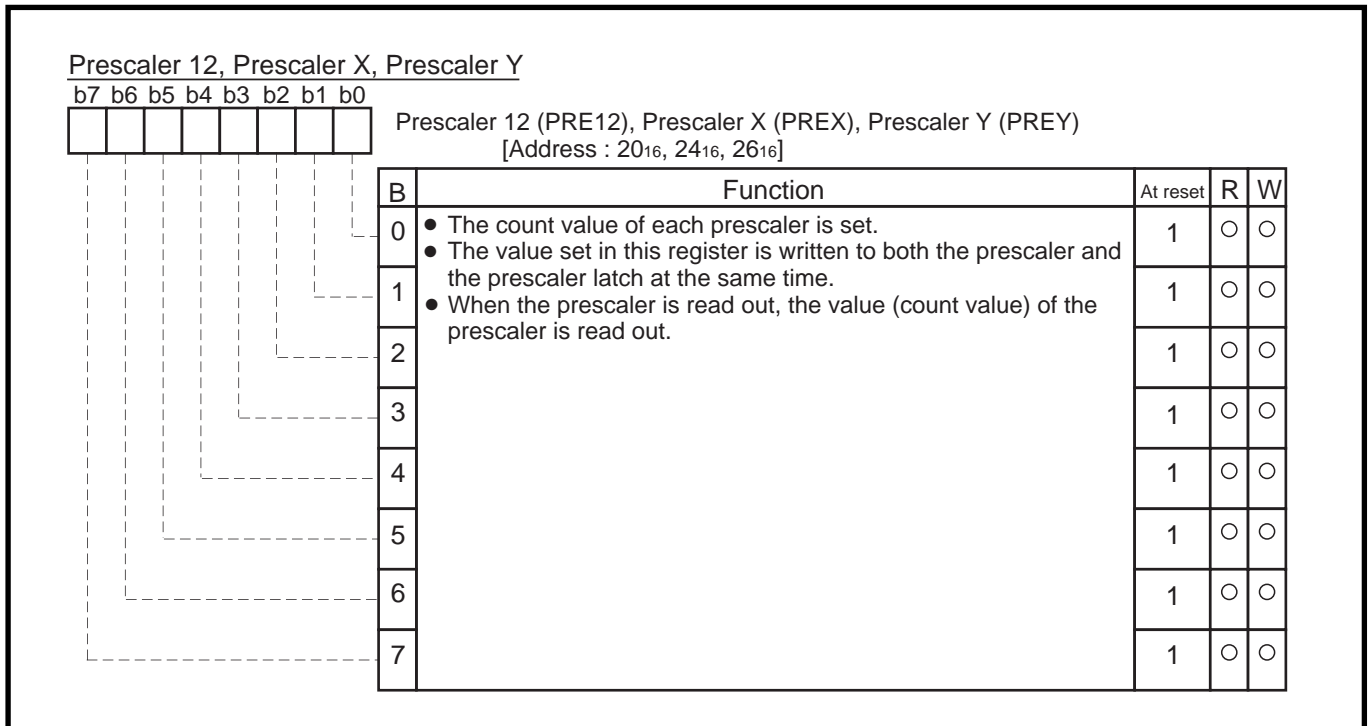 Prescaler 12, Prescaler X, Prescaler Y
b7 b6 b5 b4 b3 b2 b1 b0
Prescaler 12 (PRE12), Prescaler X (PREX), Prescaler Y (PREY)
[Address : 20₁₆, 24₁₆, 26₁₆]
B Function At reset R W
0 ● The count value of each prescaler is set. 1 ○ ○
● The value set in this register is written to both the prescaler and
the prescaler latch at the same time.
1 ● When the prescaler is read out, the value (count value) of the 1 ○ ○
prescaler is read out.
2 1 ○ ○
3 1 ○ ○
4 1 ○ ○
5 1 ○ ○
6 1 ○ ○
7 1 ○ ○